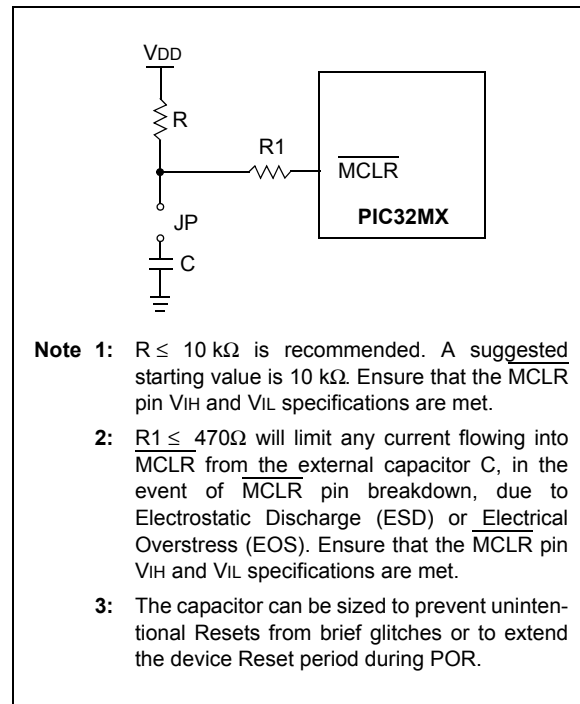 VDD
R
R1
MCLR
JP
PIC32MX
C
Note 1: R ≤ 10 kΩ is recommended. A suggested
starting value is 10 kΩ. Ensure that the MCLR
pin VIH and VIL specifications are met.
2: R1 ≤ 470Ω will limit any current flowing into
MCLR from the external capacitor C, in the
event of MCLR pin breakdown, due to
Electrostatic Discharge (ESD) or Electrical
Overstress (EOS). Ensure that the MCLR pin
VIH and VIL specifications are met.
3: The capacitor can be sized to prevent uninten-
tional Resets from brief glitches or to extend
the device Reset period during POR.